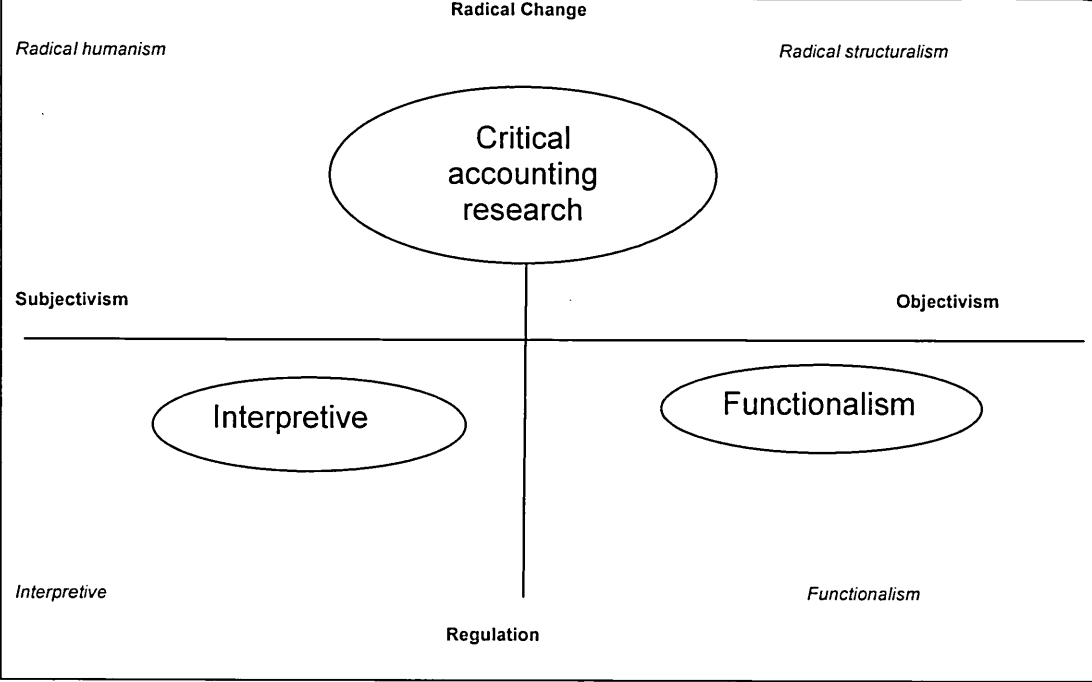 Radical Change
Radical humanism
Radical structuralism
Critical
accounting
research
Subjectivism
Objectivism
Interpretive
Functionalism
Interpretive
Functionalism
Regulation